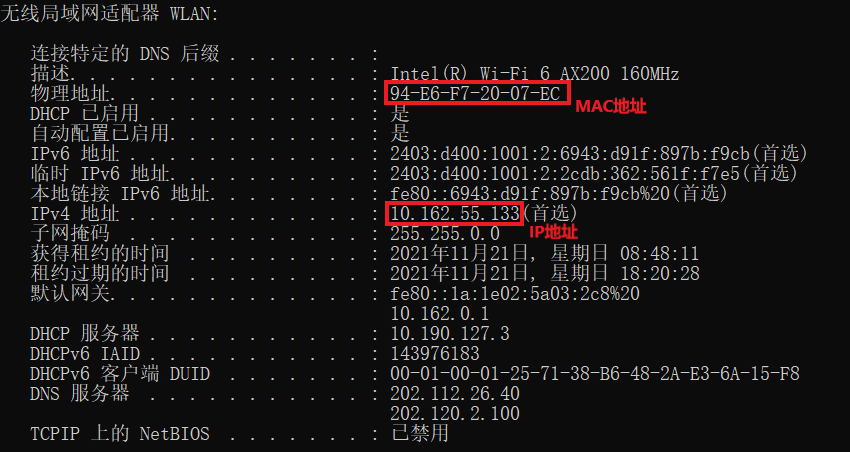 无线局域网适配器 WLAN:
连接特定的 DNS 后缀 . . . . . . . :
描述. . . . . . . . . . . . . . . : Intel(R) Wi-Fi 6 AX200 160MHz
物理地址. . . . . . . . . . . . . : 94-E6-F7-20-07-EC
MAC地址
DHCP 已启用 . . . . . . . . . . . : 是
自动配置已启用. . . . . . . . . . : 是
IPv6 地址 . . . . . . . . . . . . : 2403:d400:1001:2:6943:d91f:897b:f9cb(首选)
临时 IPv6 地址. . . . . . . . . . : 2403:d400:1001:2:2cdb:362:561f:f7e5(首选)
本地链接 IPv6 地址. . . . . . . . : fe80::6943:d91f:897b:f9cb%20(首选)
IPv4 地址 . . . . . . . . . . . . : 10.162.55.133(首选)
子网掩码 . . . . . . . . . . . . : 255.255.0.0
IP地址
获得租约的时间 . . . . . . . . . : 2021年11月21日, 星期日 08:48:11
租约过期的时间 . . . . . . . . . : 2021年11月21日, 星期日 18:20:28
默认网关. . . . . . . . . . . . . : fe80::1a:1e02:5a03:2c8%20
10.162.0.1
DHCP 服务器 . . . . . . . . . . . : 10.190.127.3
DHCPv6 IAID . . . . . . . . . . . : 143976183
DHCPv6 客户端 DUID . . . . . . . : 00-01-00-01-25-71-38-B6-48-2A-E3-6A-15-F8
DNS 服务器 . . . . . . . . . . . : 202.112.26.40
202.120.2.100
TCPIP 上的 NetBIOS . . . . . . . : 已禁用